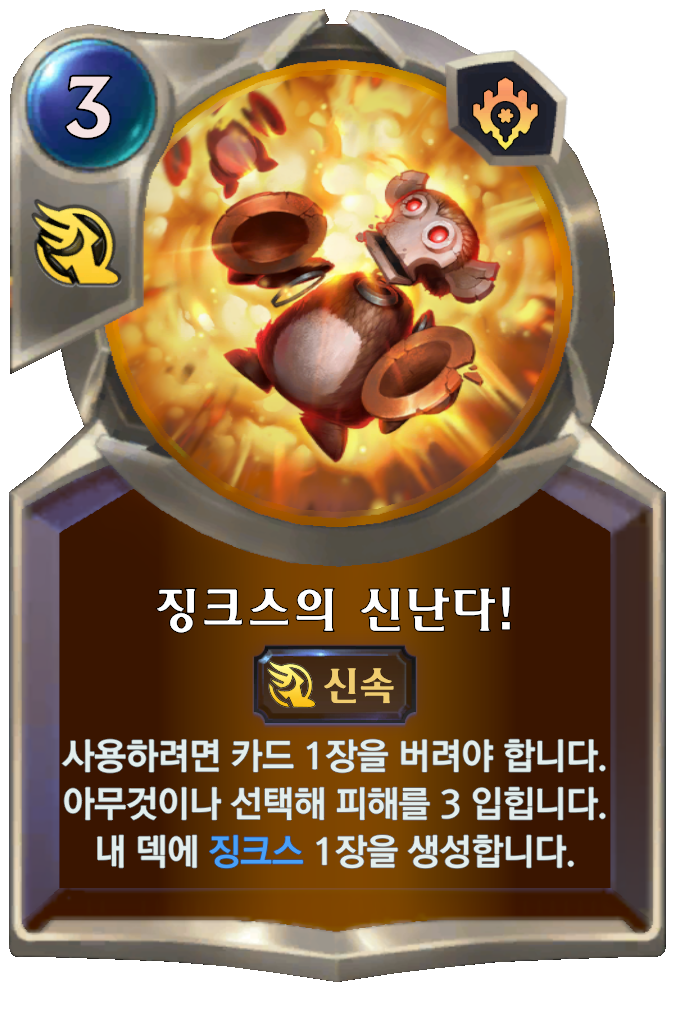 3
징크스의 신난다!
신속
사용하려면 카드 1장을 버려야 합니다.
아무것이나 선택해 피해를 3 입힙니다.
내 덱에 징크스 1장을 생성합니다.